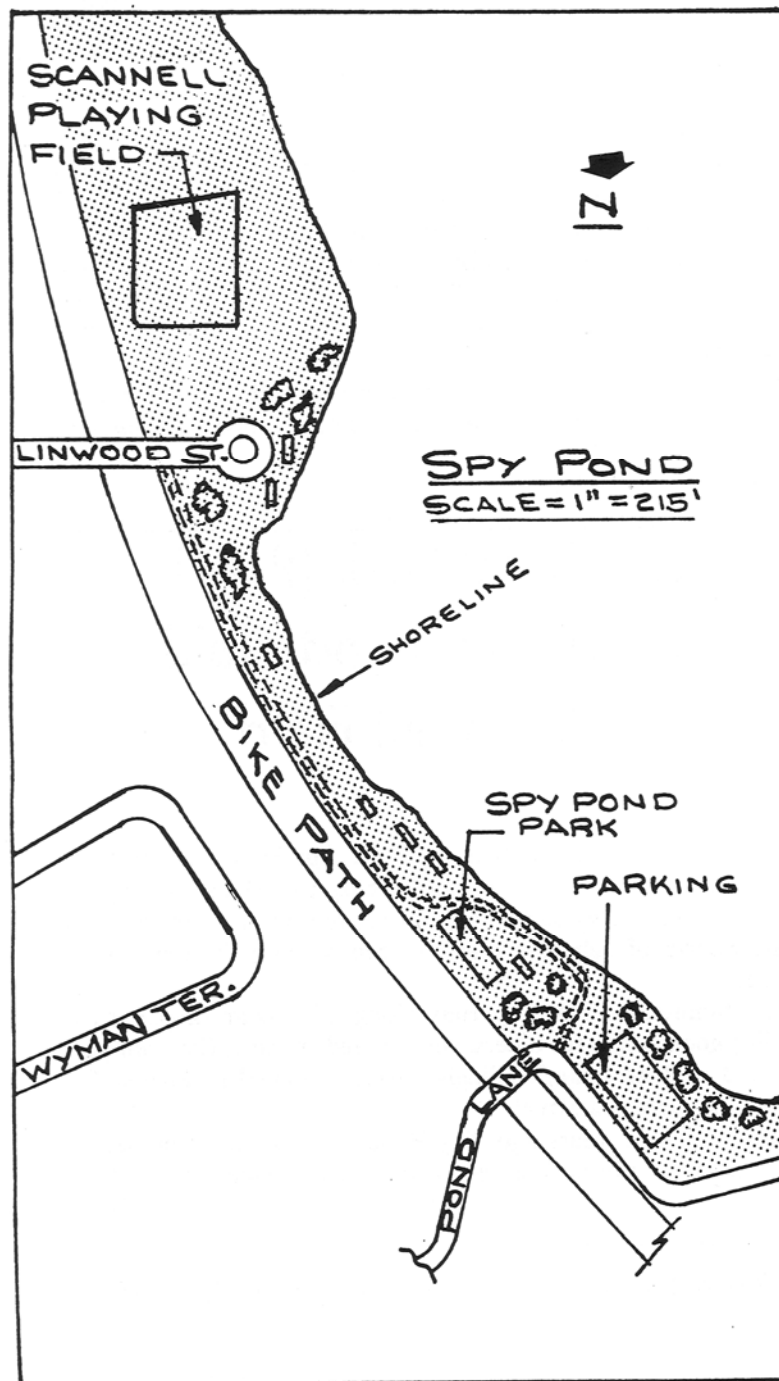 SCANNELL
PLAYING
FIELD
N
LINWOOD ST.
SPY POND
SCALE = 1" = 215'
SHORELINE
BIKE PATH
SPY POND
PARK
PARKING
WYMAN TER.
POND LANE